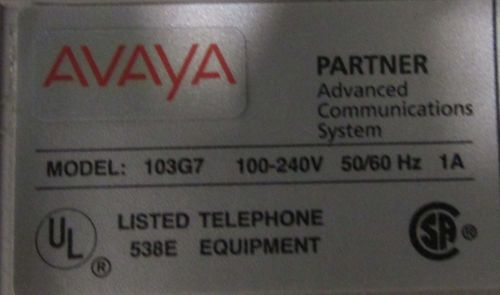 AVAYA
PARTNER
Advanced
Communications
System
MODEL: 103G7 100-240V 50/60 Hz 1A
UL ® LISTED TELEPHONE
538E EQUIPMENT
SA ®